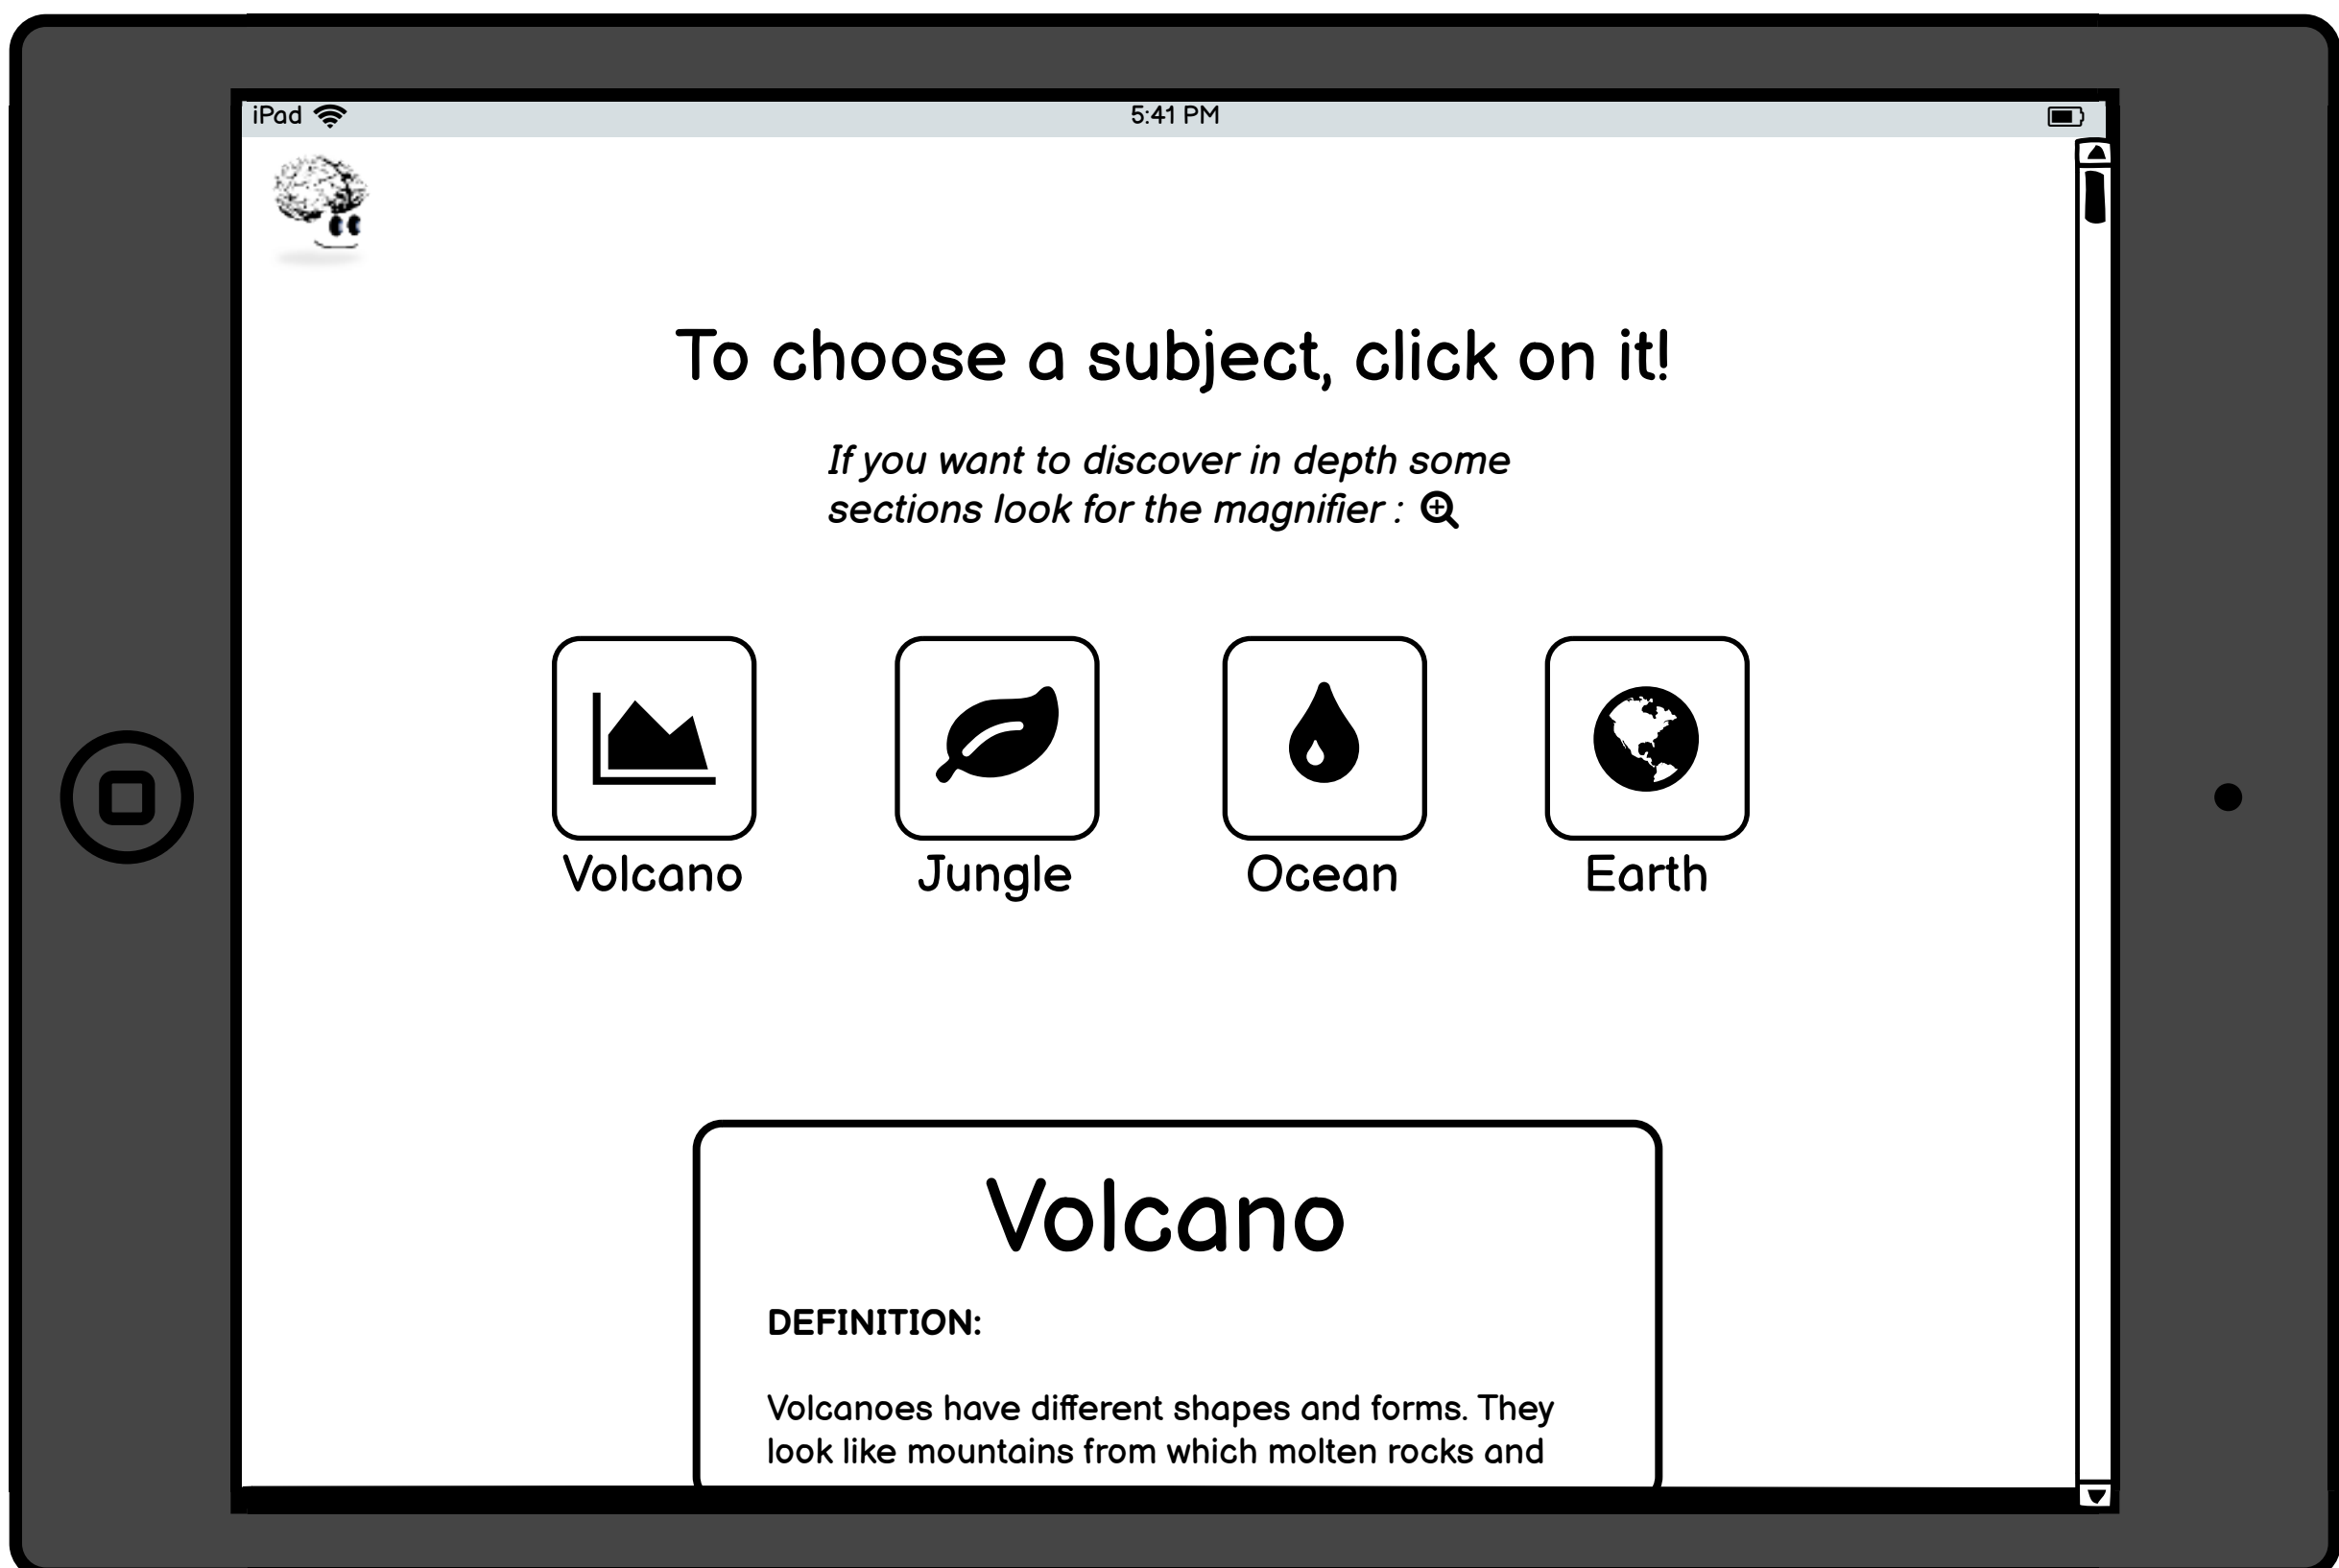 iPad
5:41 PM
To choose a subject, click on it!
If you want to discover in depth some
sections look for the magnifier :
Volcano
Jungle
Ocean
Earth
Volcano
DEFINITION:
Volcanoes have different shapes and forms. They
look like mountains from which molten rocks and